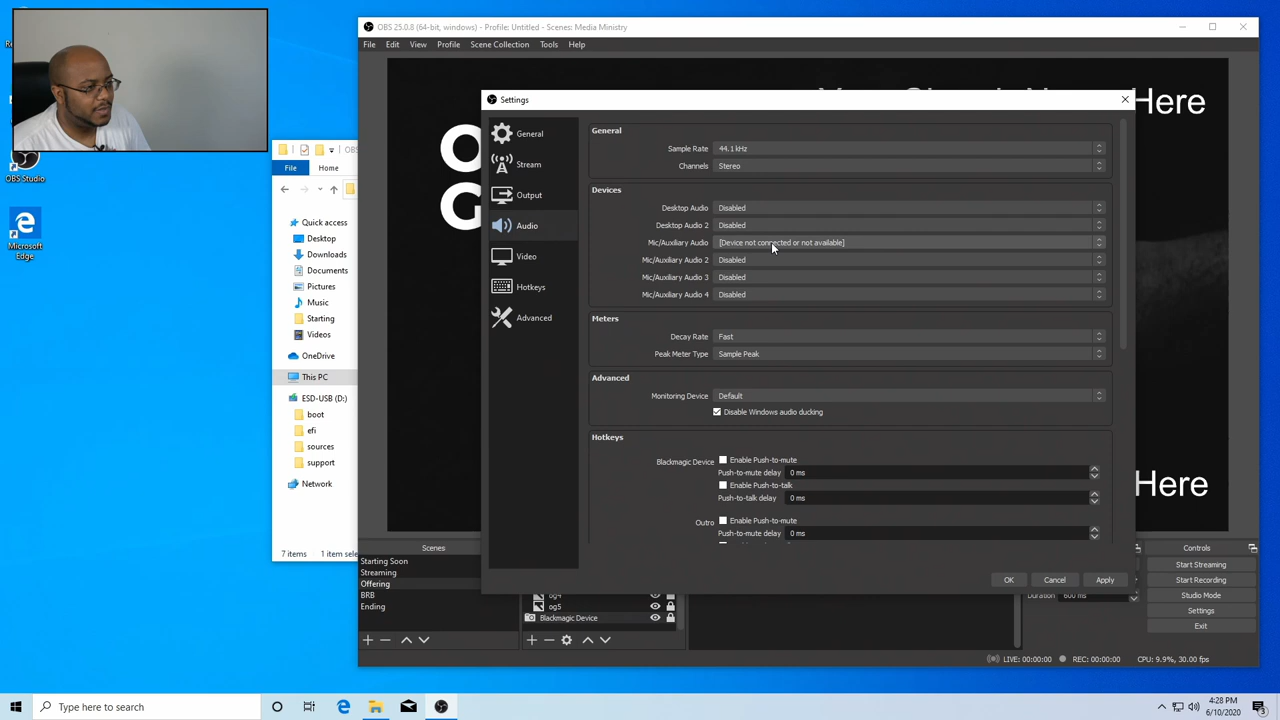 OBS 25.0.8 (64-bit, windows) - Profile: Untitled - Scenes: Media Ministry
File Edit View Profile Scene Collection Tools Help
Here
Settings
General
Stream
Output
Audio
Video
Hotkeys
Advanced
General
Sample Rate 44.1 kHz
Channels Stereo
Devices
Desktop Audio Disabled
Desktop Audio 2 Disabled
Mic/Auxiliary Audio [Device not connected or not available]
Mic/Auxiliary Audio 2 Disabled
Mic/Auxiliary Audio 3 Disabled
Mic/Auxiliary Audio 4 Disabled
Meters
Decay Rate Fast
Peak Meter Type Sample Peak
Advanced
Monitoring Device Default
Disable Windows audio ducking
Hotkeys
Blackmagic Device Enable Push-to-mute
Push-to-mute delay 0 ms
Enable Push-to-talk
Push-to-talk delay 0 ms
Outro Enable Push-to-mute
Push-to-mute delay 0 ms
OK Cancel Apply
Here
OBS Studio
Microsoft
Edge
File Home
Quick access
Desktop
Downloads
Documents
Pictures
Music
Starting
Videos
OneDrive
This PC
ESD-USB (D:)
boot
efi
sources
support
Network
7 items 1 item sele
Scenes
Starting Soon
Streaming
Offering
BRB
Ending
og4
og5
Blackmagic Device
Duration 600 ms
Controls
Start Streaming
Start Recording
Studio Mode
Settings
Exit
LIVE: 00:00:00 REC: 00:00:00 CPU: 9.9%, 30.00 fps
Type here to search
4:28 PM
6/10/2020
3